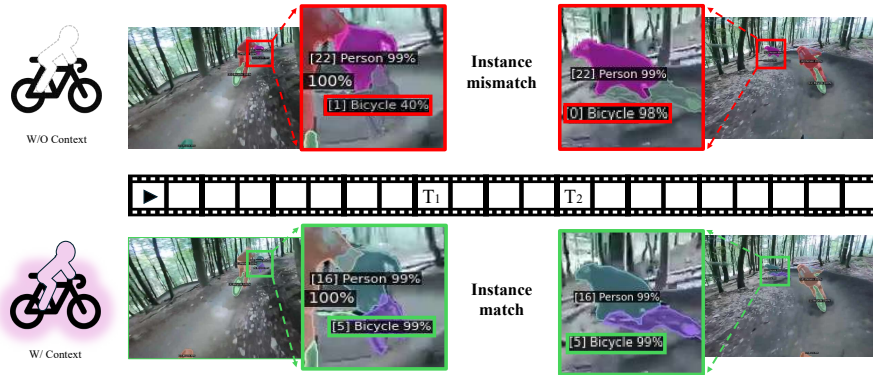 [22] Person 99%
100%
[1] Bicycle 40%
Instance
mismatch
[22] Person 99%
[0] Bicycle 98%
W/O Context
T1
T2
[16] Person 99%
100%
[5] Bicycle 99%
Instance
match
[16] Person 99%
[5] Bicycle 99%
W/ Context